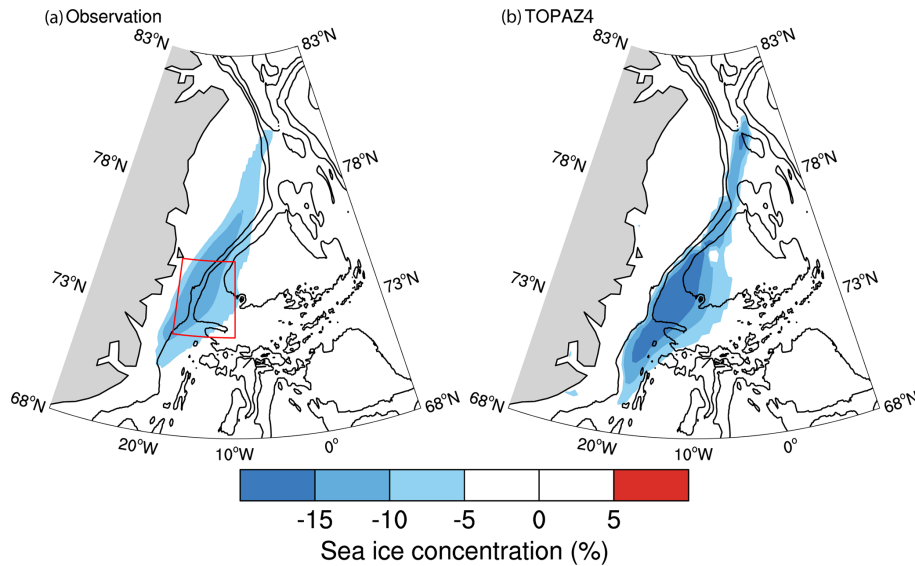 (a) Observation
(b) TOPAZ4
83°N
83°N
83°N
83°N
78°N
78°N
78°N
78°N
73°N
73°N
73°N
73°N
68°N
68°N
68°N
68°N
20°W
10°W
0°
20°W
10°W
0°
-15
-10
-5
0
5
Sea ice concentration (%)